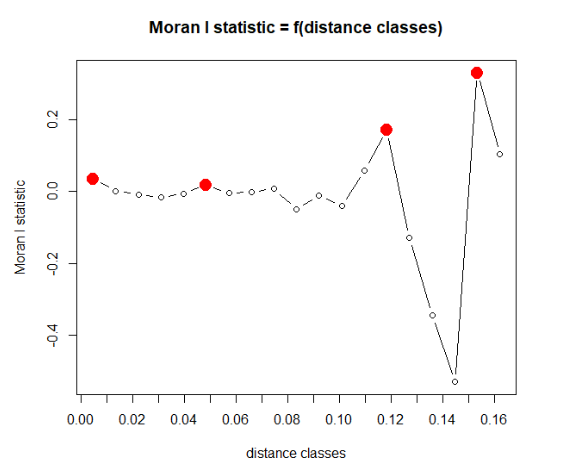 Moran I statistic = f(distance classes)
Moran I statistic
0.2
0.0
-0.2
-0.4
0.00 0.02 0.04 0.06 0.08 0.10 0.12 0.14 0.16
distance classes